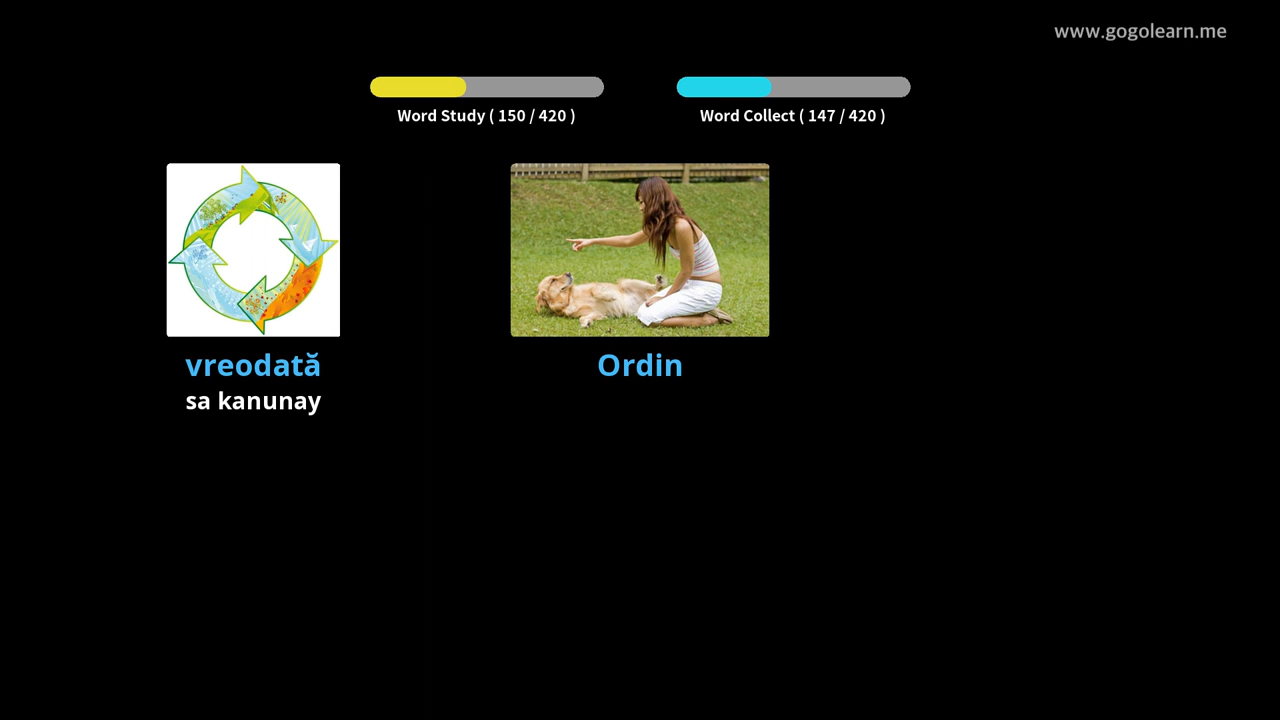 www.gogolearn.me
Word Study ( 150 / 420 )
Word Collect ( 147 / 420 )
vreodată
sa kanunay
Ordin